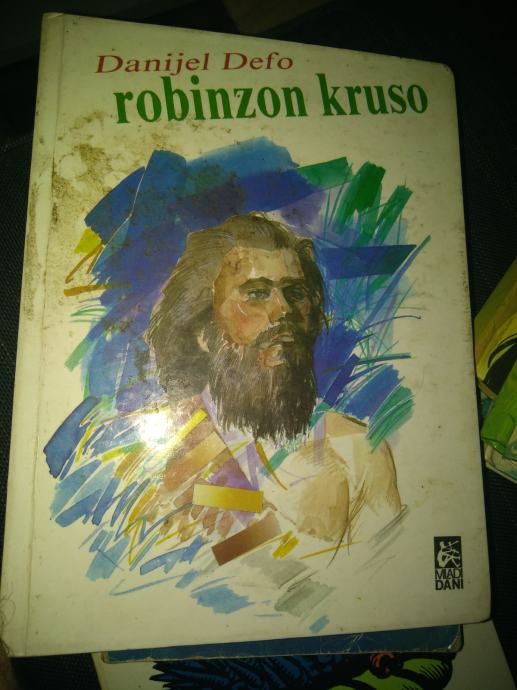 Danijel Defo
robinzon kruso
MLADI
DANI